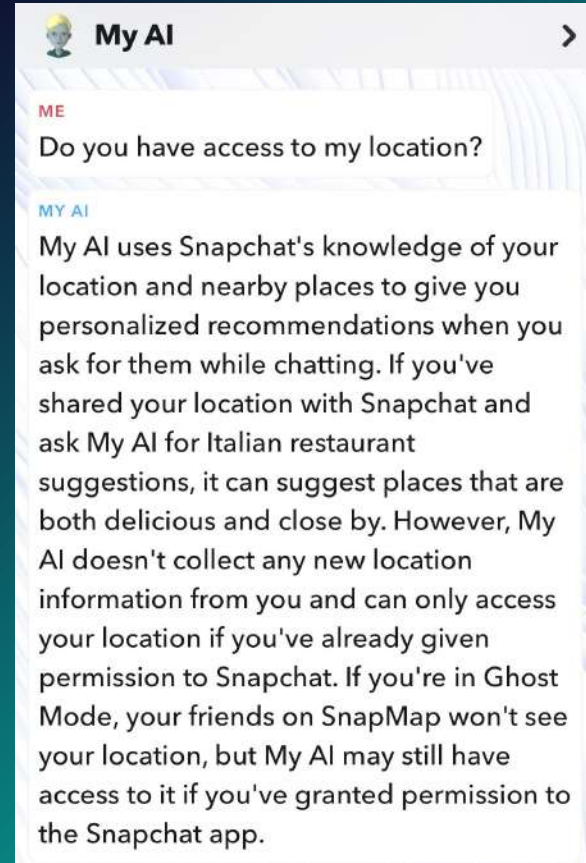 My AI
ME
Do you have access to my location?
MY AI
My AI uses Snapchat's knowledge of your
location and nearby places to give you
personalized recommendations when you
ask for them while chatting. If you've
shared your location with Snapchat and
ask My AI for Italian restaurant
suggestions, it can suggest places that are
both delicious and close by. However, My
AI doesn't collect any new location
information from you and can only access
your location if you've already given
permission to Snapchat. If you're in Ghost
Mode, your friends on SnapMap won't see
your location, but My AI may still have
access to it if you've granted permission to
the Snapchat app.